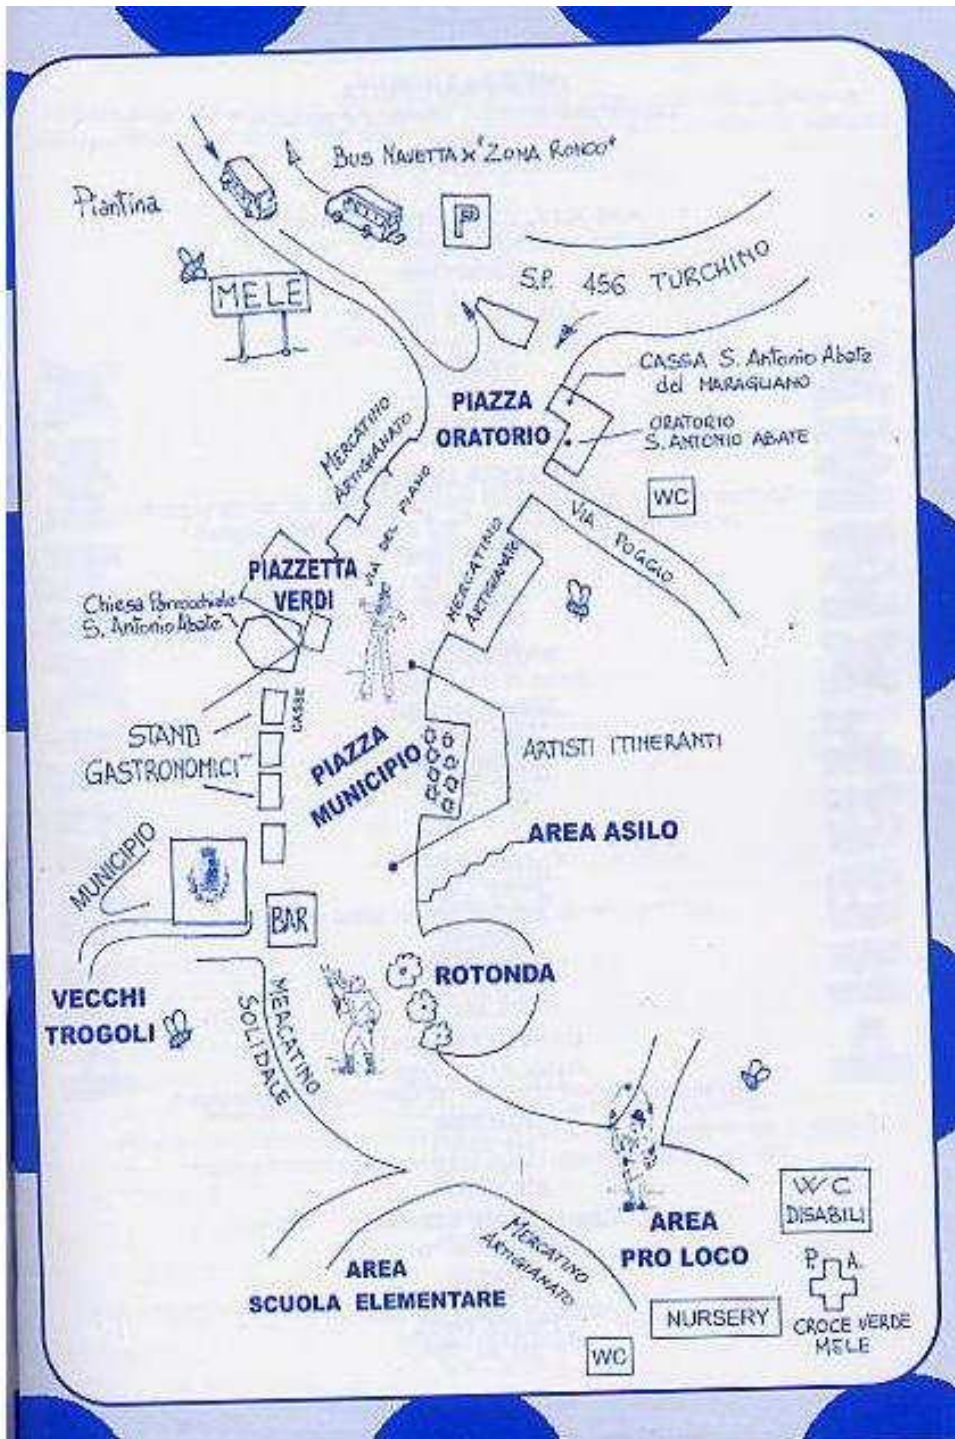 BUS NAVETTA x "ZONA RONCO"
Piantina
P
MELE
S.P. 456 TURCHINO
CASSA S. Antonio Abate
del MARAGLIANO
PIAZZA
ORATORIO
ORATORIO
S. ANTONIO ABATE
MERCATINO
ARTIGIANATO
VIA DEL PIANO
WC
VIA POGGIO
MERCATINO
ARTIGIANATE
PIAZZETTA
VERDI
Chiesa Parrocchiale
S. Antonio Abate
CASSE
STAND
GASTRONOMICI
PIAZZA
MUNICIPIO
ARTISTI ITINERANTI
AREA ASILO
MUNICIPIO
BAR
ROTONDA
VECCHI
TROGOLI
MERCATINO
SOLIDALE
WC
DISABILI
AREA
PRO LOCO
MERCATINO
ARTIGIANATO
AREA
SCUOLA ELEMENTARE
P. A.
CROCE VERDE
MELE
NURSERY
WC